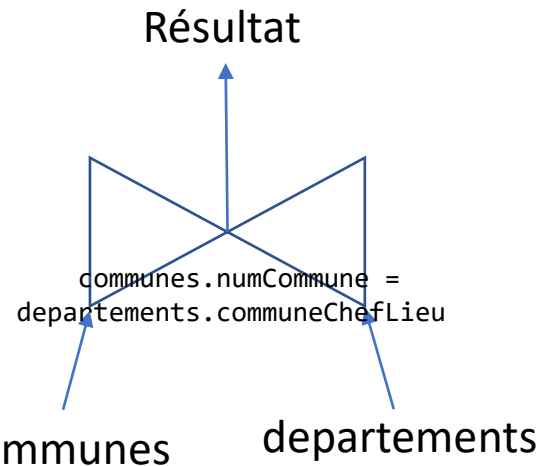 Résultat
communes.numCommune =
departements.communeChefLieu
mmunes
departements